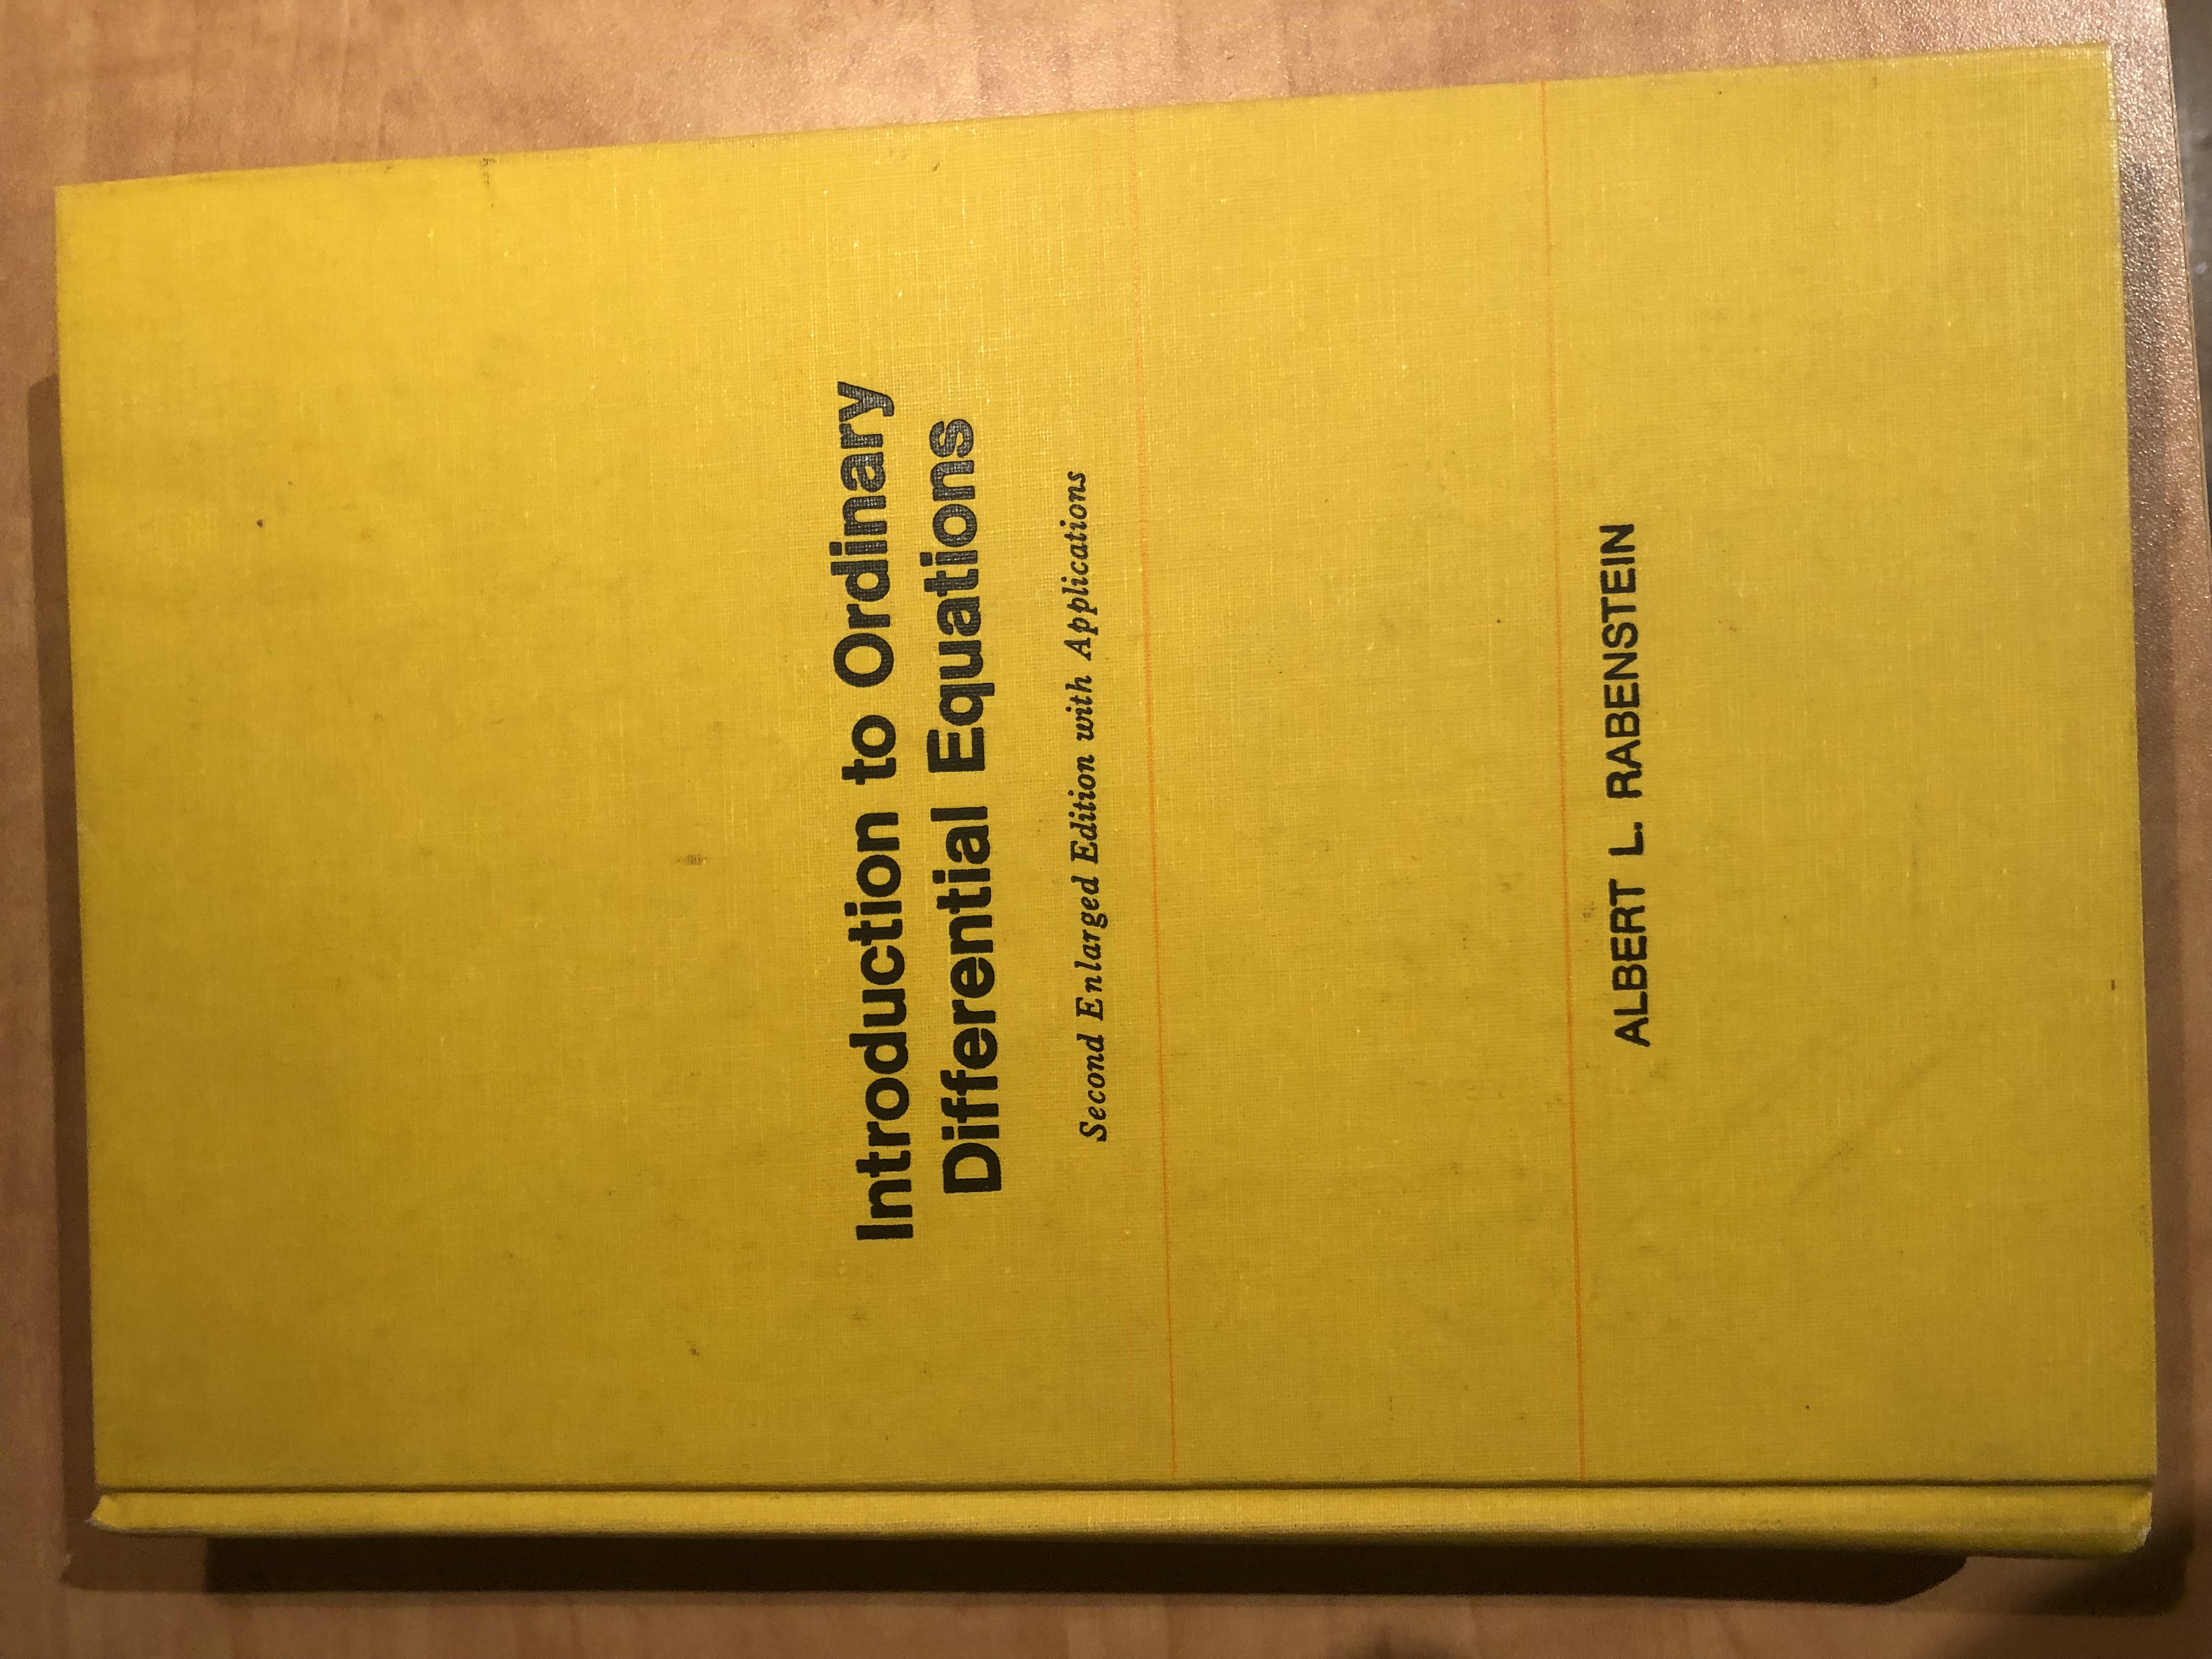 Introduction to Ordinary
Differential Equations
Second Enlarged Edition with Applications
ALBERT L. RABENSTEIN